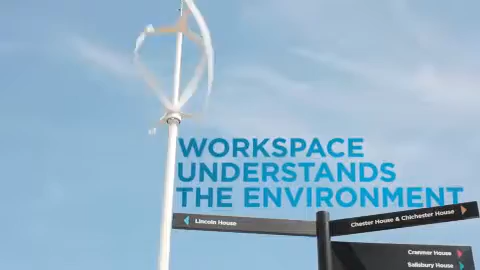 WORKSPACE
UNDERSTANDS
THE ENVIRONMENT
Lincoln House
Chester House & Chichester House
Cranmer House
Salisbury House